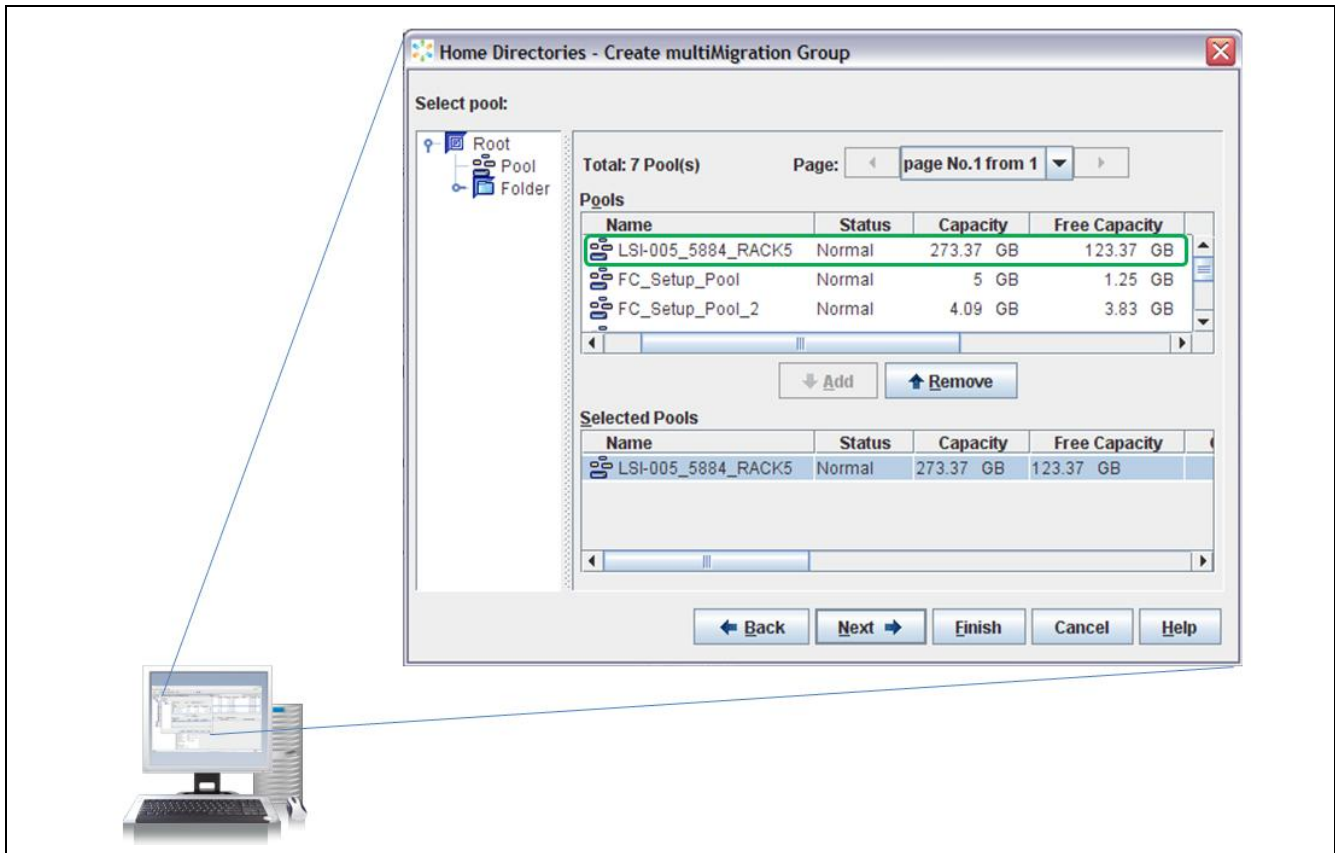 Home Directories - Create multiMigration Group
Select pool:
Root
Pool
Folder
Total: 7 Pool(s) Page: page No.1 from 1
Pools
Name Status Capacity Free Capacity
LSI-005_5884_RACK5 Normal 273.37 GB 123.37 GB
FC_Setup_Pool Normal 5 GB 1.25 GB
FC_Setup_Pool_2 Normal 4.09 GB 3.83 GB
Add Remove
Selected Pools
Name Status Capacity Free Capacity
LSI-005_5884_RACK5 Normal 273.37 GB 123.37 GB
Back Next Finish Cancel Help